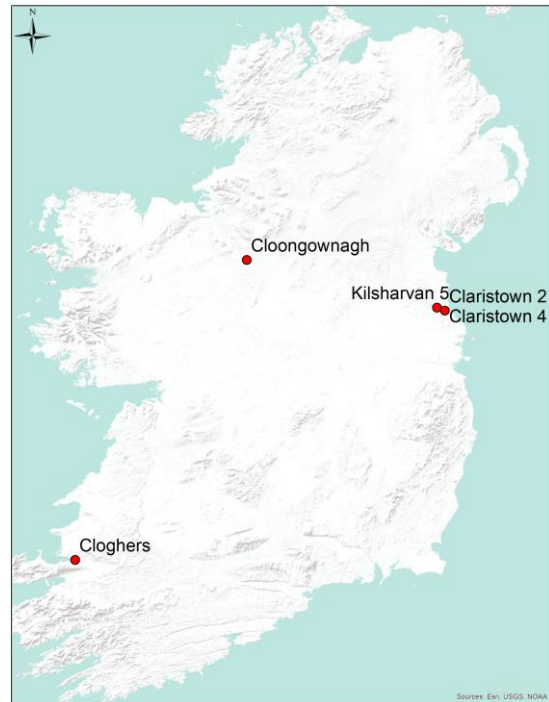 N
Cloongownagh
Kilsharvan 5 Claristown 2
Claristown 4
Cloghers
Sources: Esri, USGS, NOAA